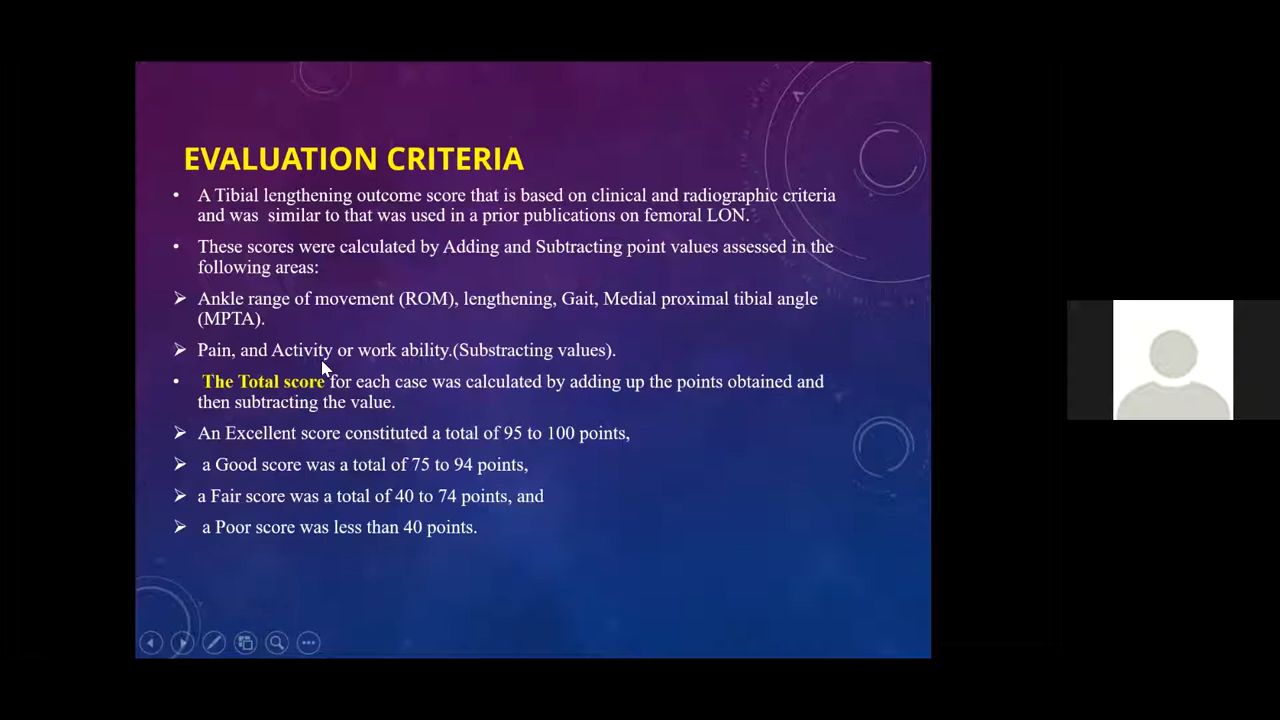 EVALUATION CRITERIA
• A Tibial lengthening outcome score that is based on clinical and radiographic criteria
and was similar to that was used in a prior publications on femoral LON.
• These scores were calculated by Adding and Subtracting point values assessed in the
following areas:
➢ Ankle range of movement (ROM), lengthening, Gait, Medial proximal tibial angle
(MPTA).
➢ Pain, and Activity or work ability.(Substracting values).
• The Total score for each case was calculated by adding up the points obtained and
then subtracting the value.
➢ An Excellent score constituted a total of 95 to 100 points,
➢ a Good score was a total of 75 to 94 points,
➢ a Fair score was a total of 40 to 74 points, and
➢ a Poor score was less than 40 points.